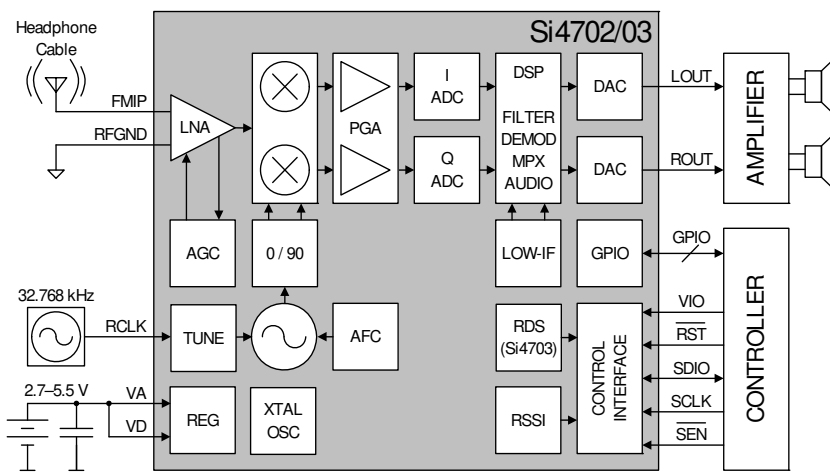 Headphone
Cable
Si4702/03
FMIP
RFGND
LNA
PGA
I
ADC
Q
ADC
DSP
FILTER
DEMOD
MPX
AUDIO
DAC
DAC
LOUT
ROUT
AMPLIFIER
AGC
0 / 90
LOW-IF
GPIO
GPIO
CONTROLLER
32.768 kHz
RCLK
TUNE
AFC
RDS
(Si4703)
CONTROL
INTERFACE
VIO
RST
SDIO
SCLK
SEN
2.7–5.5 V
VA
VD
REG
XTAL
OSC
RSSI